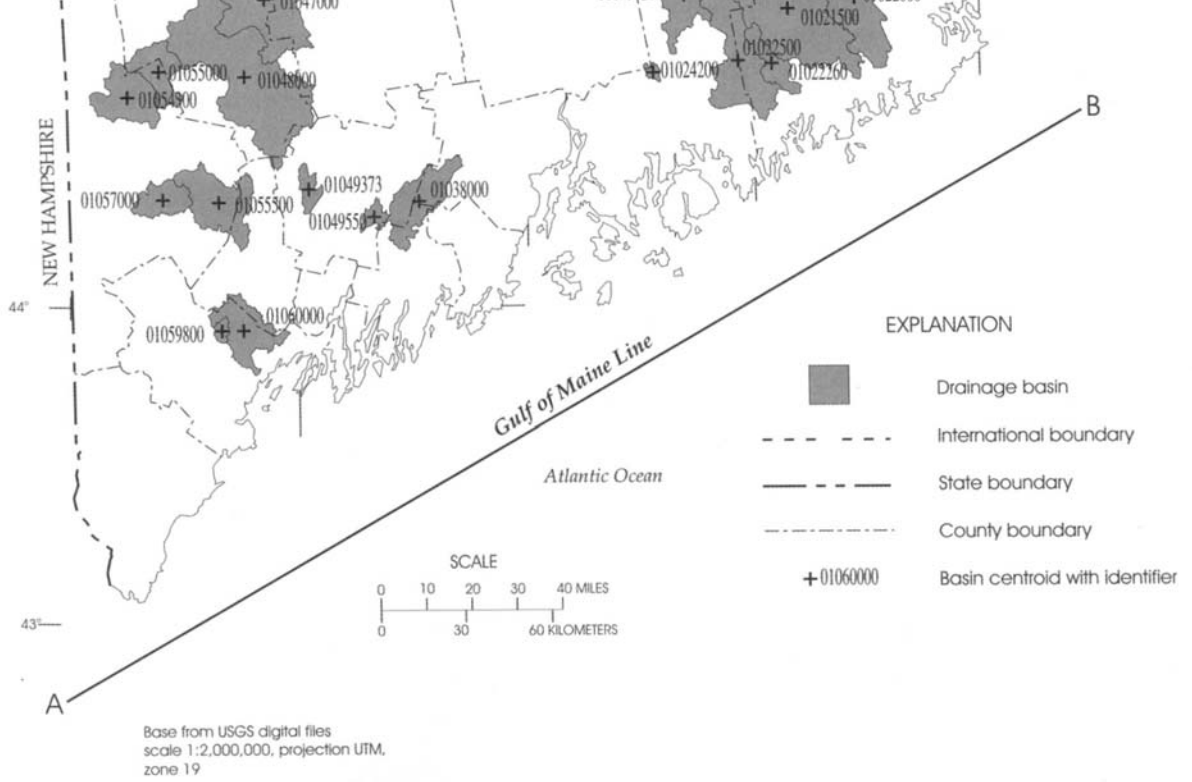 01047000
01021500
01055000
01048000
01032500
01024200
01022260
01054900
B
NEW HAMPSHIRE
01049373
01057000
01055500
01049550
01038000
44°
01060000
01059800
EXPLANATION
Gulf of Maine Line
Drainage basin
International boundary
Atlantic Ocean
State boundary
County boundary
SCALE
0 10 20 30 40 MILES
0 30 60 KILOMETERS
+01060000 Basin centroid with identifier
43°
A
Base from USGS digital files
scale 1:2,000,000, projection UTM,
zone 19